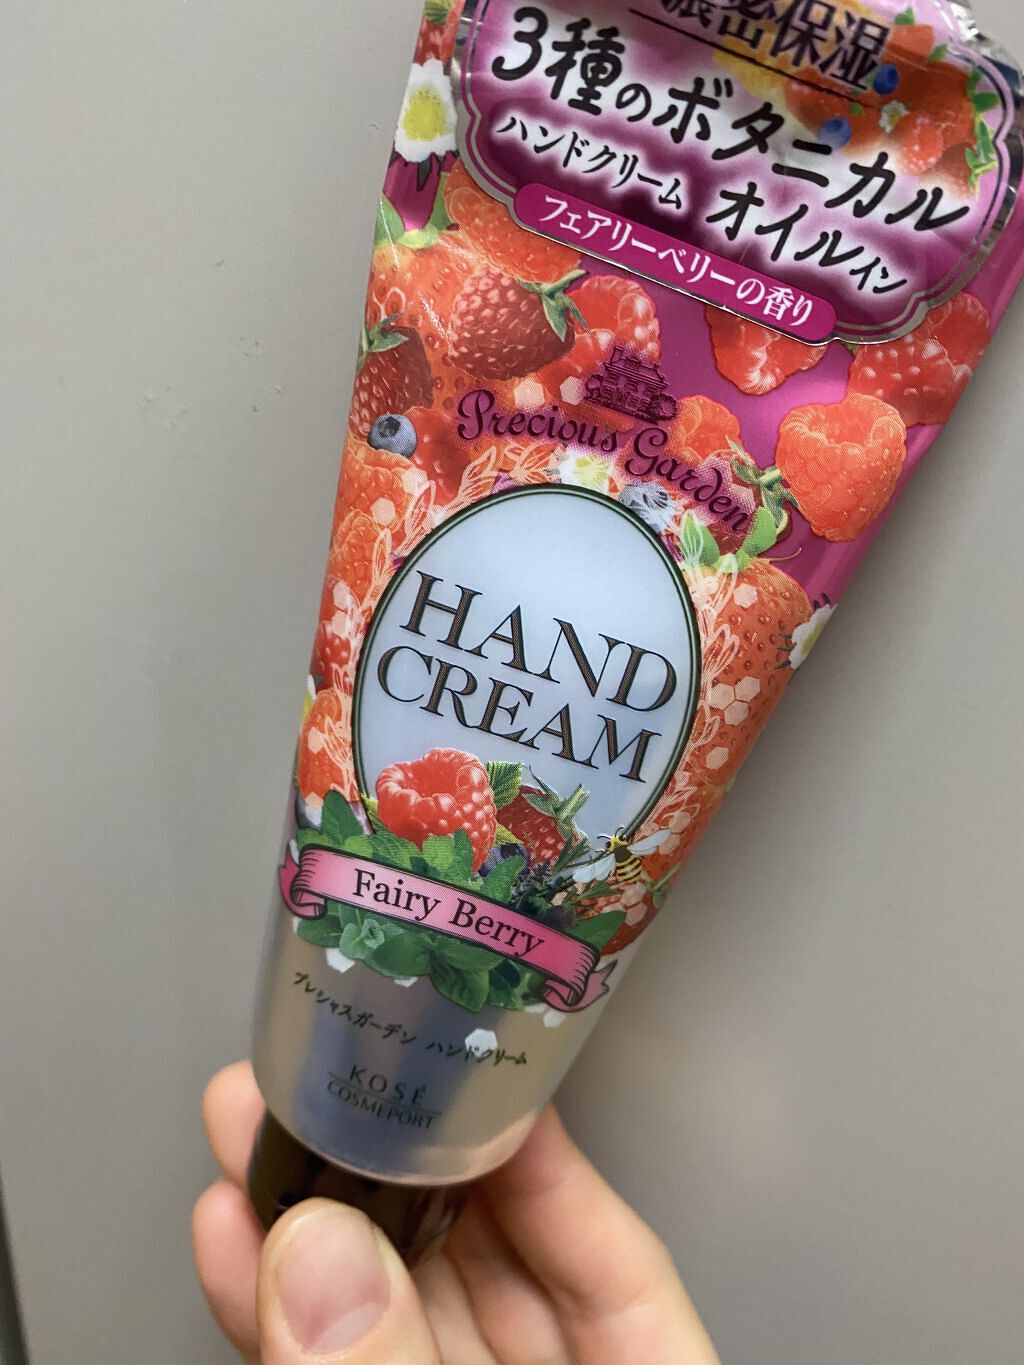 濃密保湿
3種のボタニカル
ハンドクリーム オイルイン
フェアリーベリーの香り
Precious Garden
HAND
CREAM
Fairy Berry
プレシャスガーデン ハンドクリーム
KOSÉ
COSMEPORT